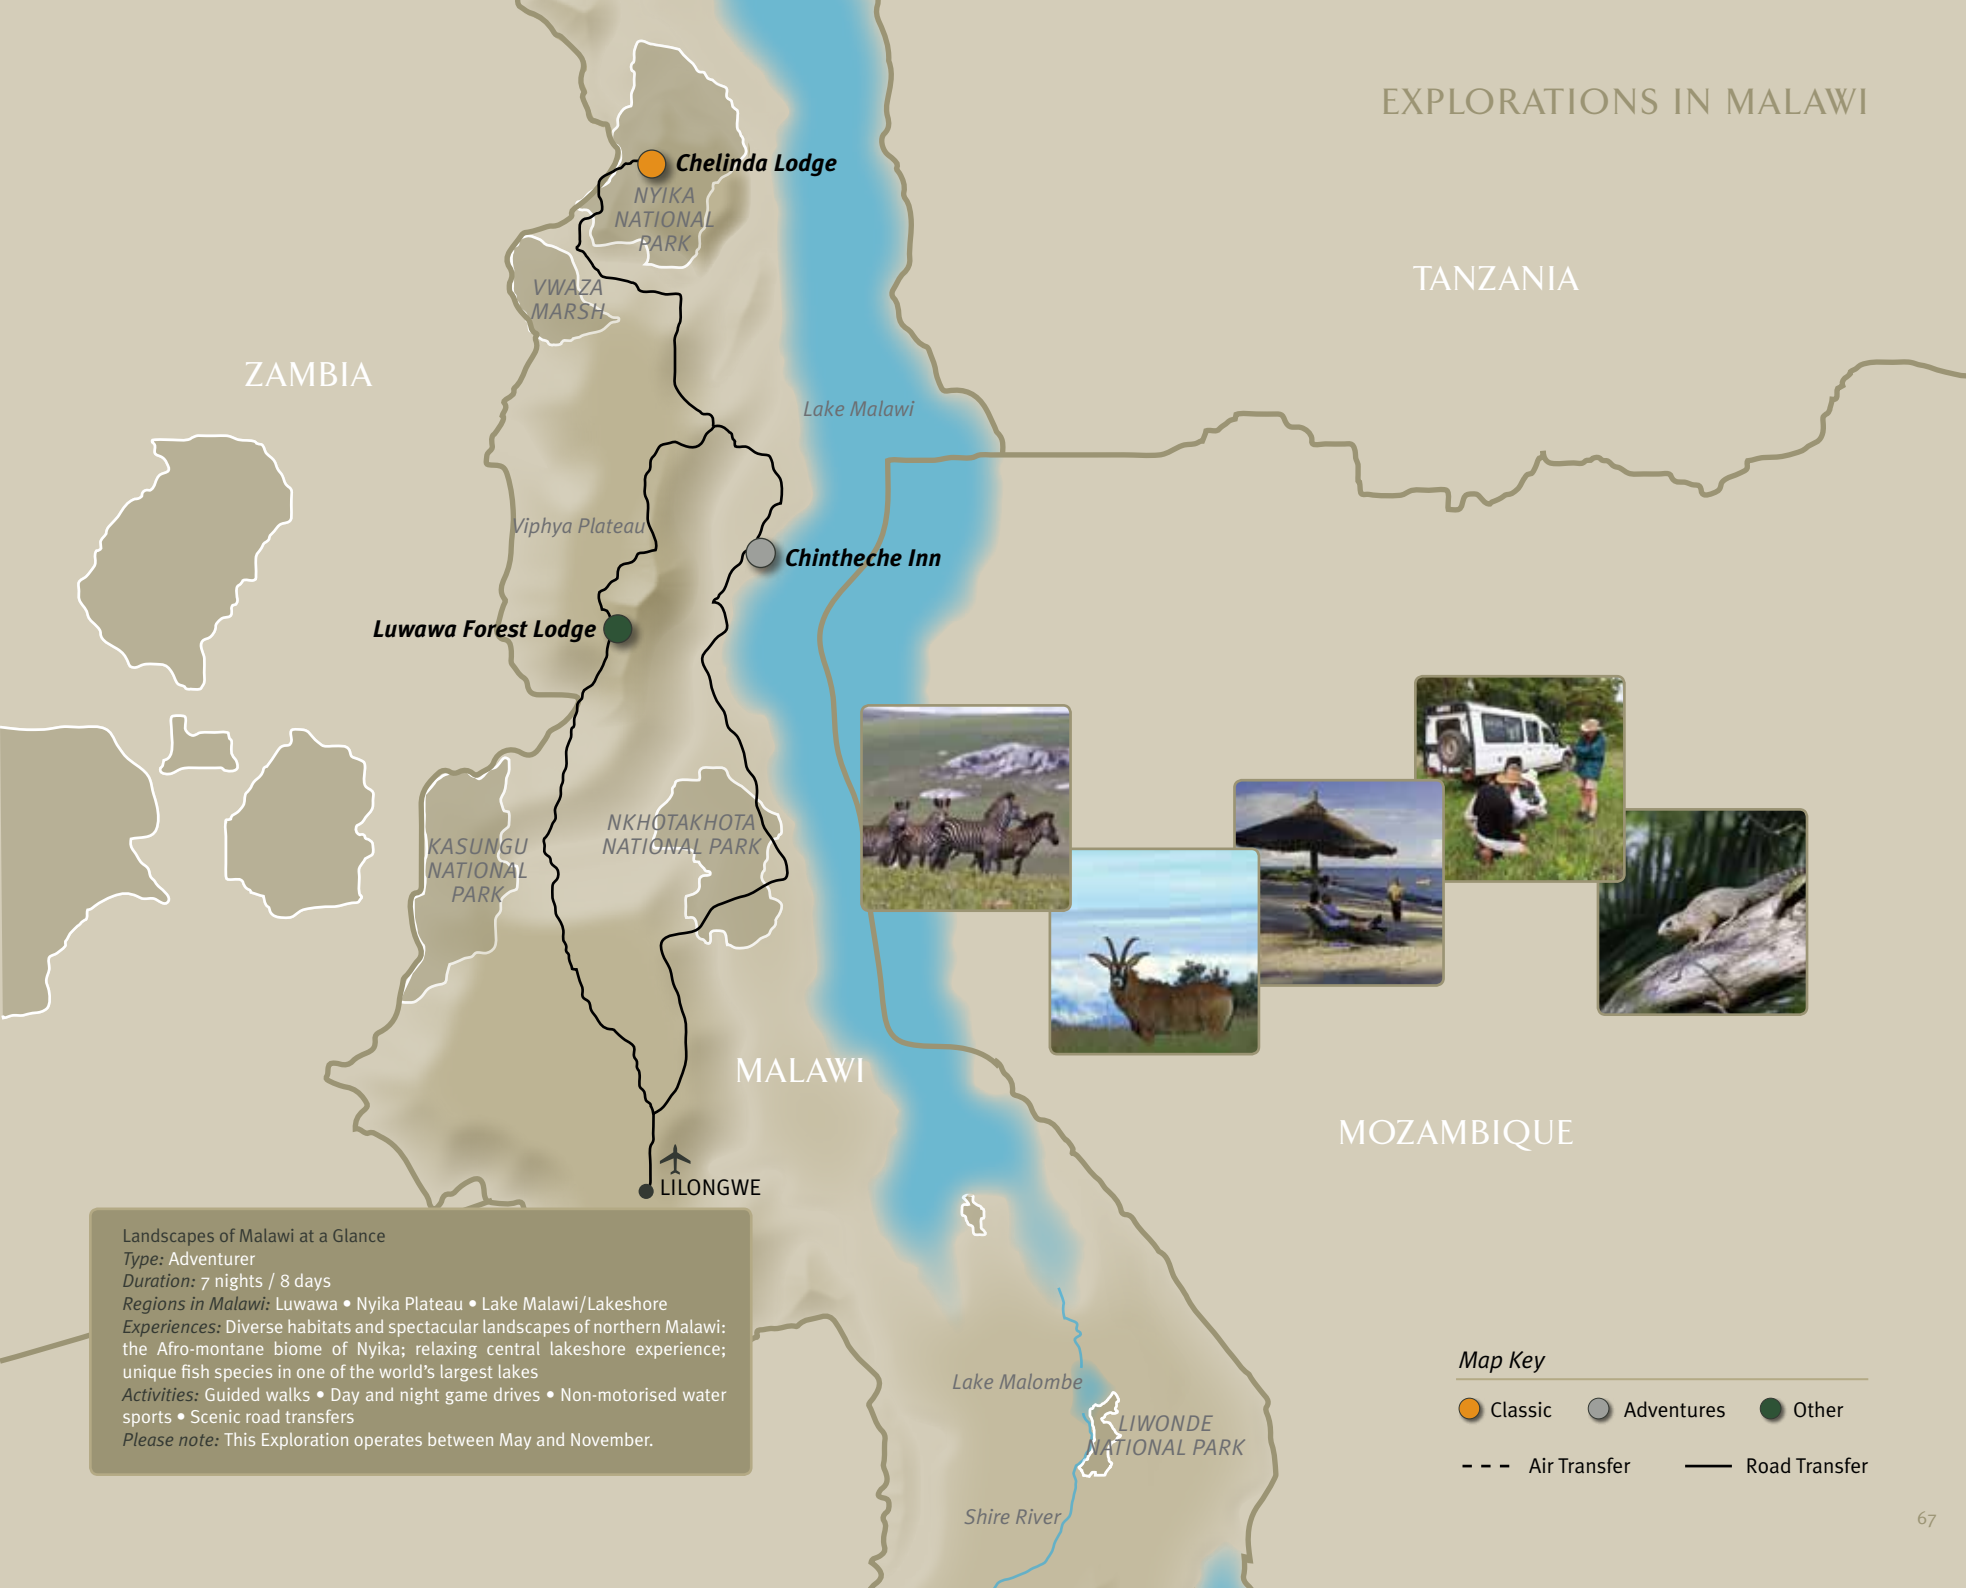 EXPLORATIONS IN MALAWI
Chelinda Lodge
NYIKA
NATIONAL
PARK
TANZANIA
VWAZA
MARSH
ZAMBIA
Lake Malawi
Viphya Plateau
Chintheche Inn
Luwawa Forest Lodge
NKHOTAKHOTA
NATIONAL PARK
KASUNGU
NATIONAL
PARK
MALAWI
MOZAMBIQUE
LILONGWE
Landscapes of Malawi at a Glance
Type: Adventurer
Duration: 7 nights / 8 days
Regions in Malawi: Luwawa • Nyika Plateau • Lake Malawi/Lakeshore
Experiences: Diverse habitats and spectacular landscapes of northern Malawi:
the Afro-montane biome of Nyika; relaxing central lakeshore experience;
unique fish species in one of the world's largest lakes
Activities: Guided walks • Day and night game drives • Non-motorised water
sports • Scenic road transfers
Please note: This Exploration operates between May and November.
Lake Malombe
LIWONDE
NATIONAL PARK
Shire River
Map Key
Classic
Adventures
Other
Air Transfer
Road Transfer
67